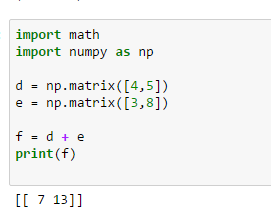 import math
import numpy as np
d = np.matrix([4,5])
e = np.matrix([3,8])
f = d + e
print(f)
[[ 7 13]]